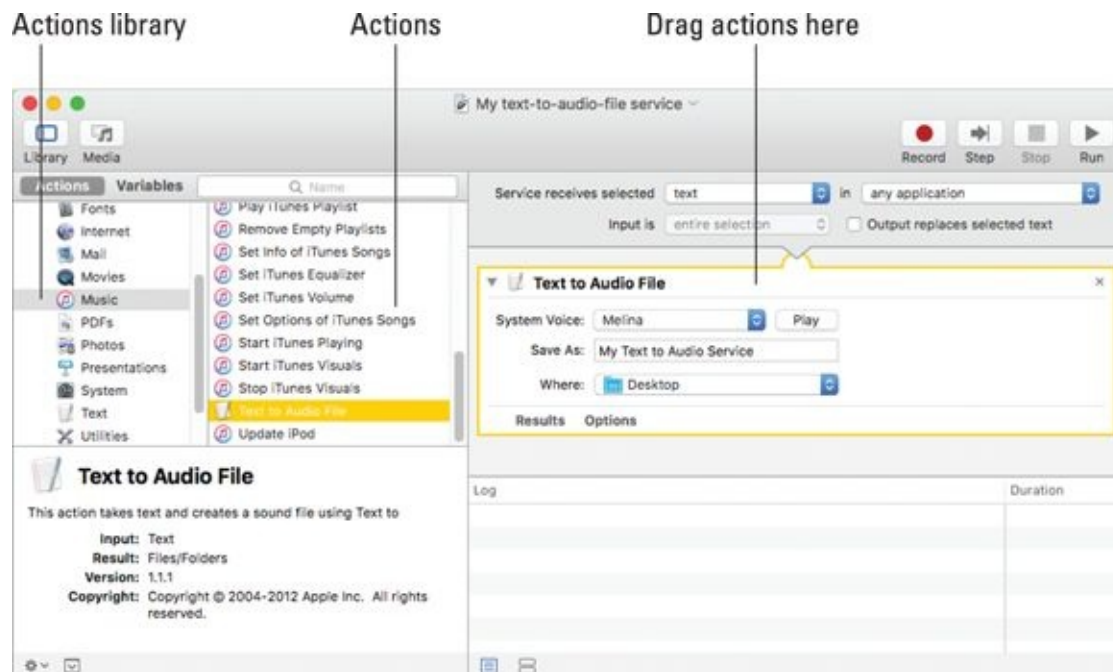 Actions library
Actions
Drag actions here
My text-to-audio-file service
Library
Media
Record
Step
Stop
Run
Actions
Variables
Name
Service receives selected
text
in
any application
Input is
entire selection
Output replaces selected text
Fonts
Internet
Mail
Movies
Music
PDFs
Photos
Presentations
System
Text
Utilities
Play iTunes Playlist
Remove Empty Playlists
Set Info of iTunes Songs
Set iTunes Equalizer
Set iTunes Volume
Set Options of iTunes Songs
Start iTunes Playing
Start iTunes Visuals
Stop iTunes Visuals
Text to Audio File
Update iPod
Text to Audio File
System Voice:
Melina
Play
Save As:
My Text to Audio Service
Where:
Desktop
Results
Options
Text to Audio File
This action takes text and creates a sound file using Text to
Input: Text
Result: Files/Folders
Version: 1.1.1
Copyright: Copyright © 2004-2012 Apple Inc. All rights
reserved.
Log
Duration